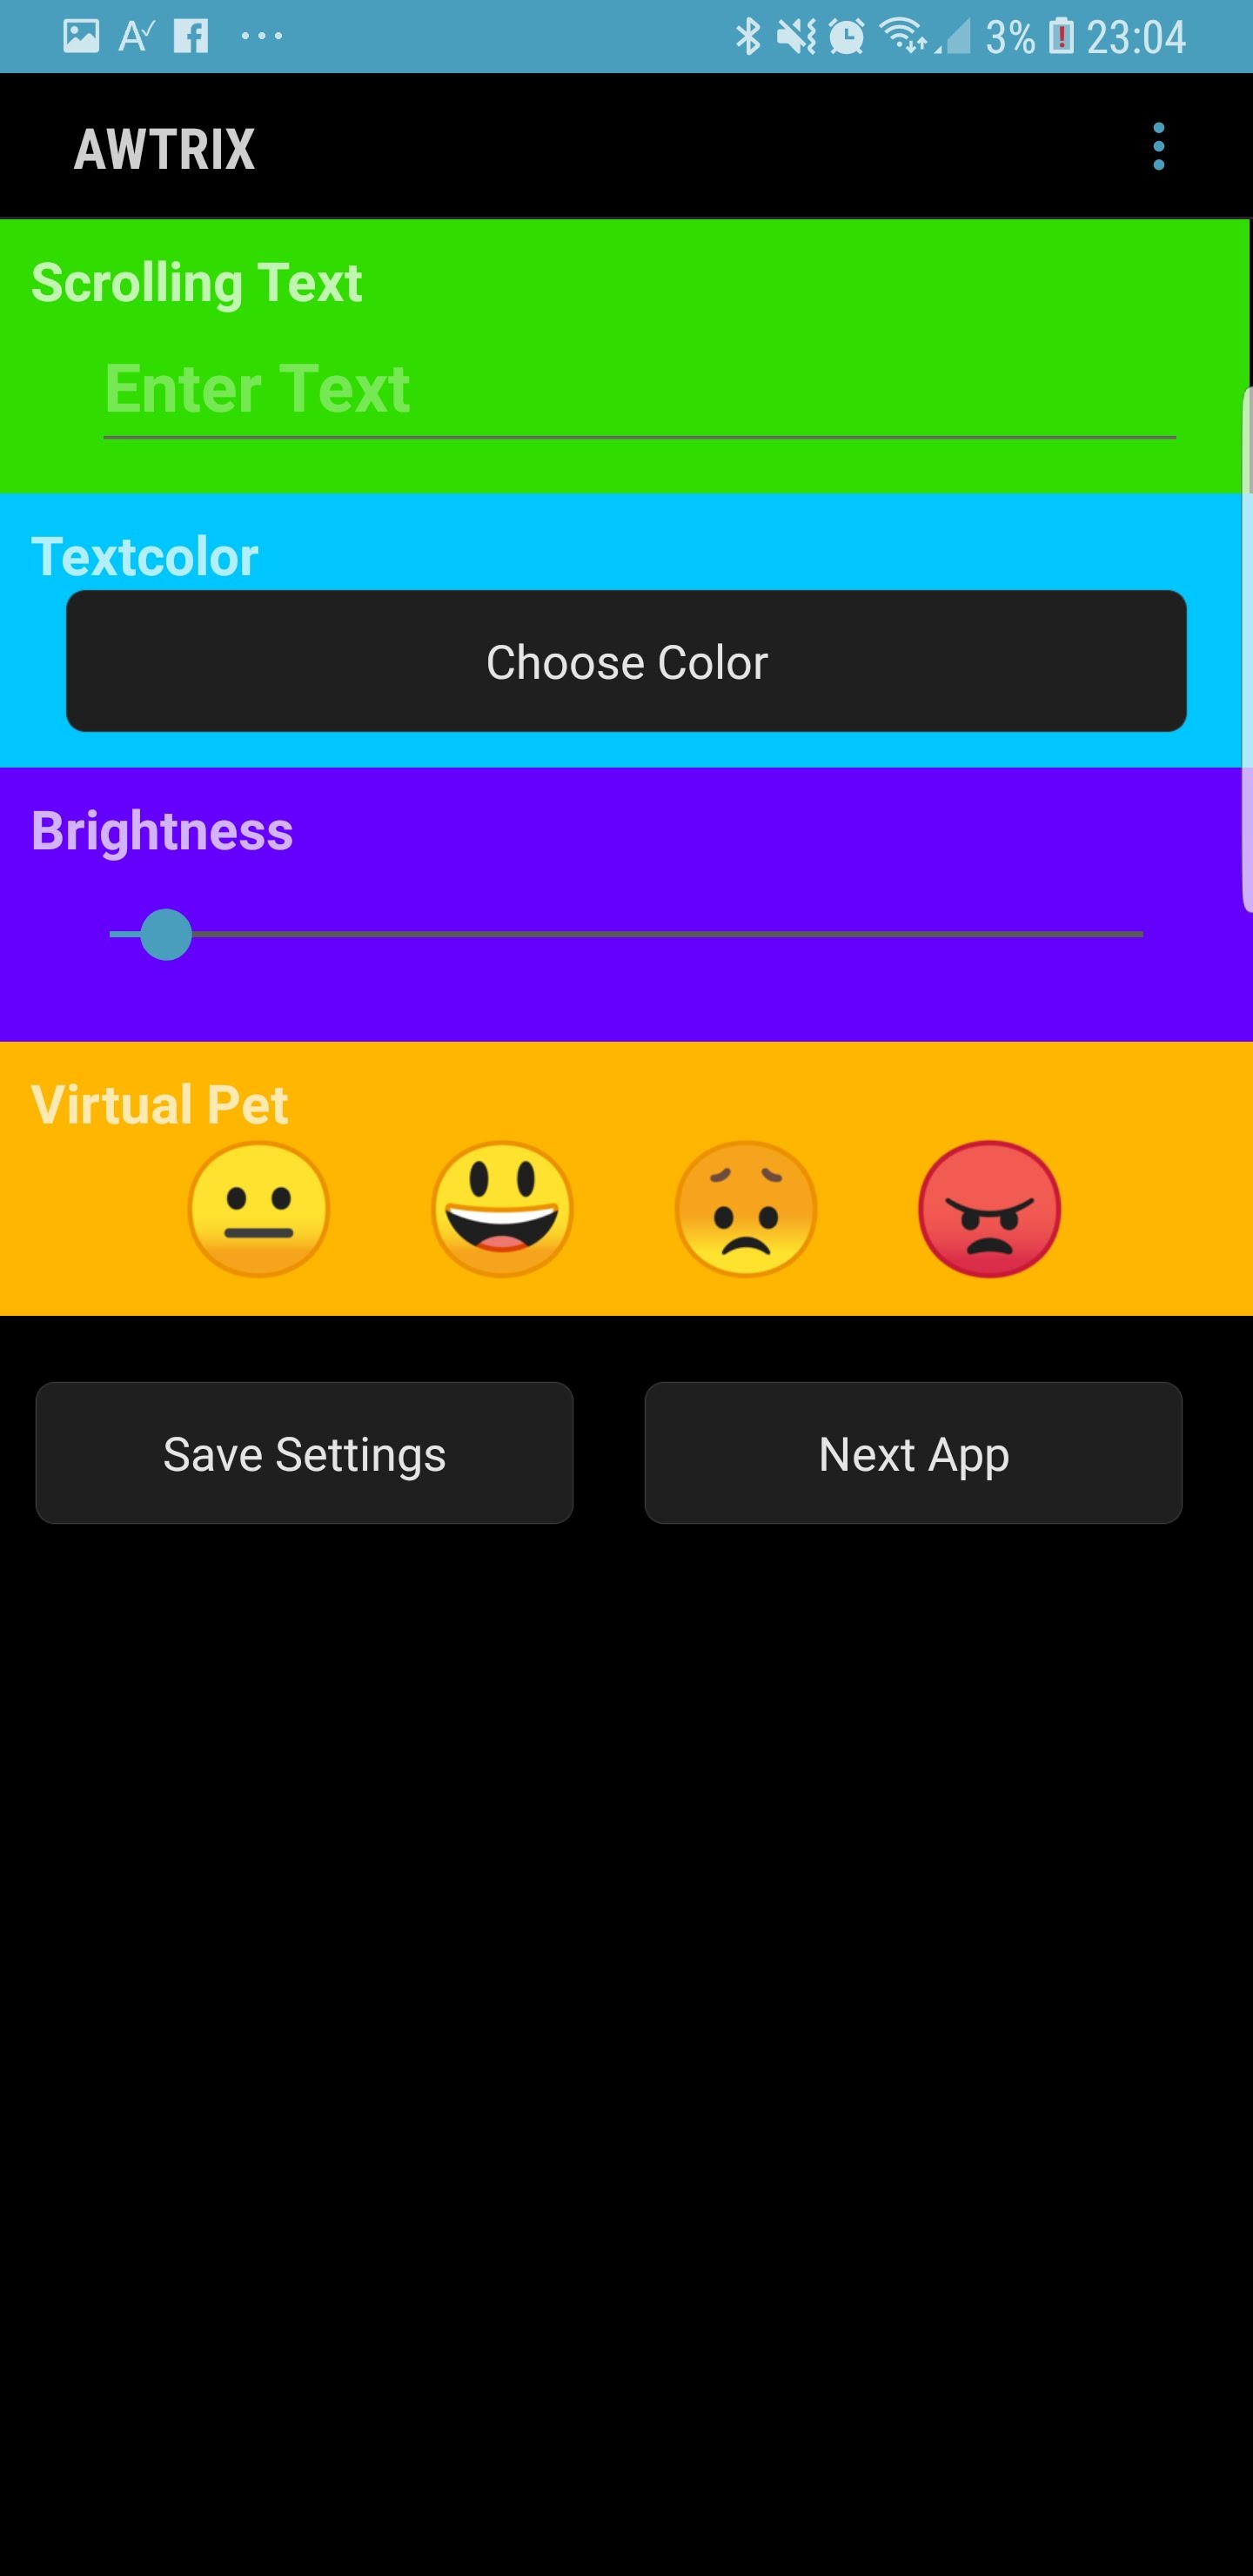 3% 23:04
AWTRIX
Scrolling Text
Enter Text
Textcolor
Choose Color
Brightness
Virtual Pet
Save Settings
Next App